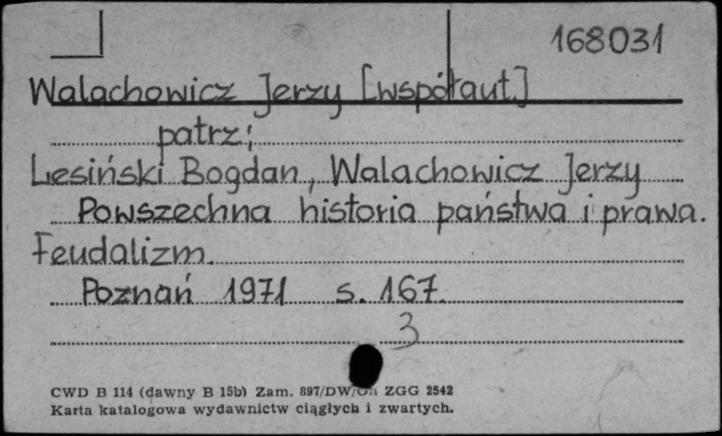 168031
Walachowicz Jerzy [współaut.]
patrz:
Lesiński Bogdan, Walachowicz Jerzy
Powszechna historia państwa i prawa.
Feudalizm.
Poznań 1971 s. 167.
3
CWD B 114 (dawny B 15b) Zam. 897/DW/ ZGG 2542
Karta katalogowa wydawnictw ciągłych i zwartych.